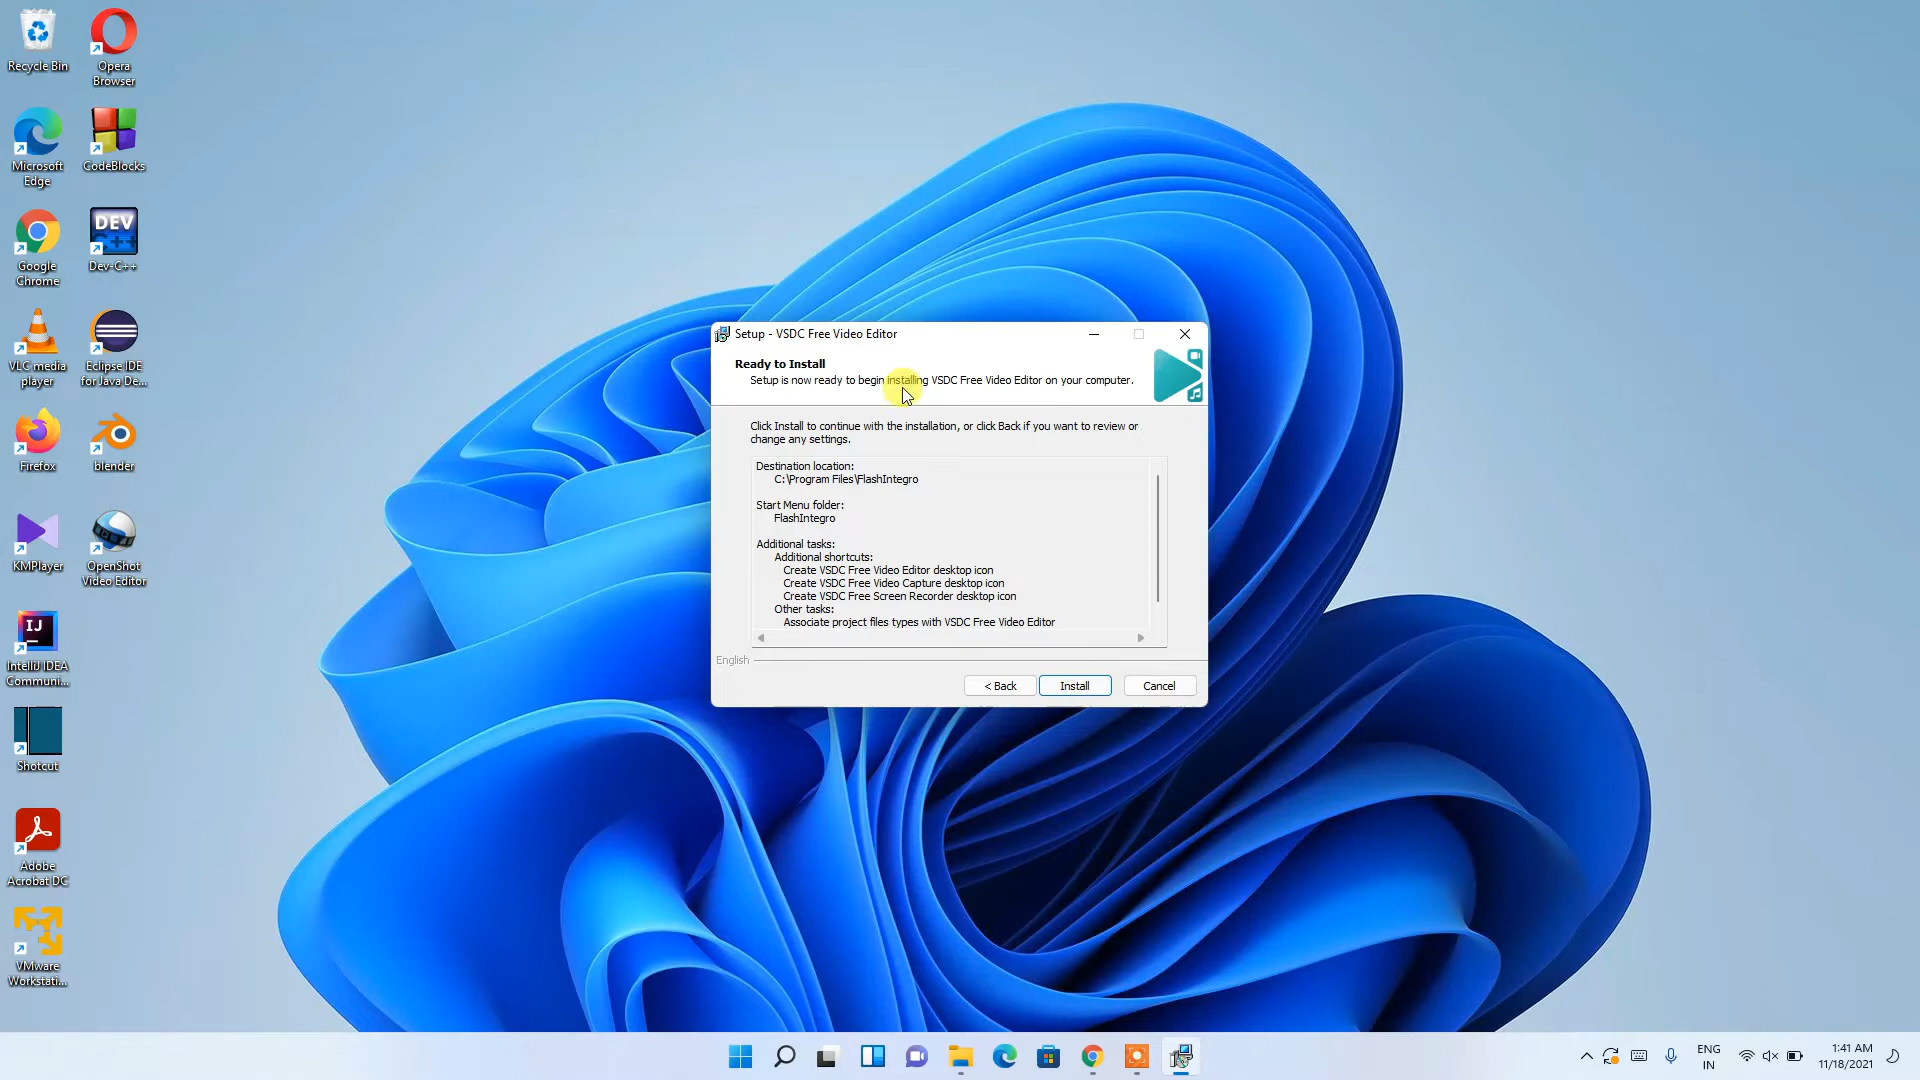 Recycle Bin
Opera
Browser
Microsoft
Edge
CodeBlocks
Google
Chrome
DEV
C++
Dev-C++
VLC media
player
Eclipse IDE
for Java De...
Firefox
blender
KMPlayer
OpenShot
Video Editor
IJ
IntelliJ IDEA
Communi...
Shotcut
Adobe
Acrobat DC
VMware
Workstati...
Setup - VSDC Free Video Editor
Ready to Install
Setup is now ready to begin installing VSDC Free Video Editor on your computer.
Click Install to continue with the installation, or click Back if you want to review or
change any settings.
Destination location:
C:\Program Files\FlashIntegro
Start Menu folder:
FlashIntegro
Additional tasks:
Additional shortcuts:
Create VSDC Free Video Editor desktop icon
Create VSDC Free Video Capture desktop icon
Create VSDC Free Screen Recorder desktop icon
Other tasks:
Associate project files types with VSDC Free Video Editor
English
< Back
Install
Cancel
ENG
IN
1:41 AM
11/18/2021